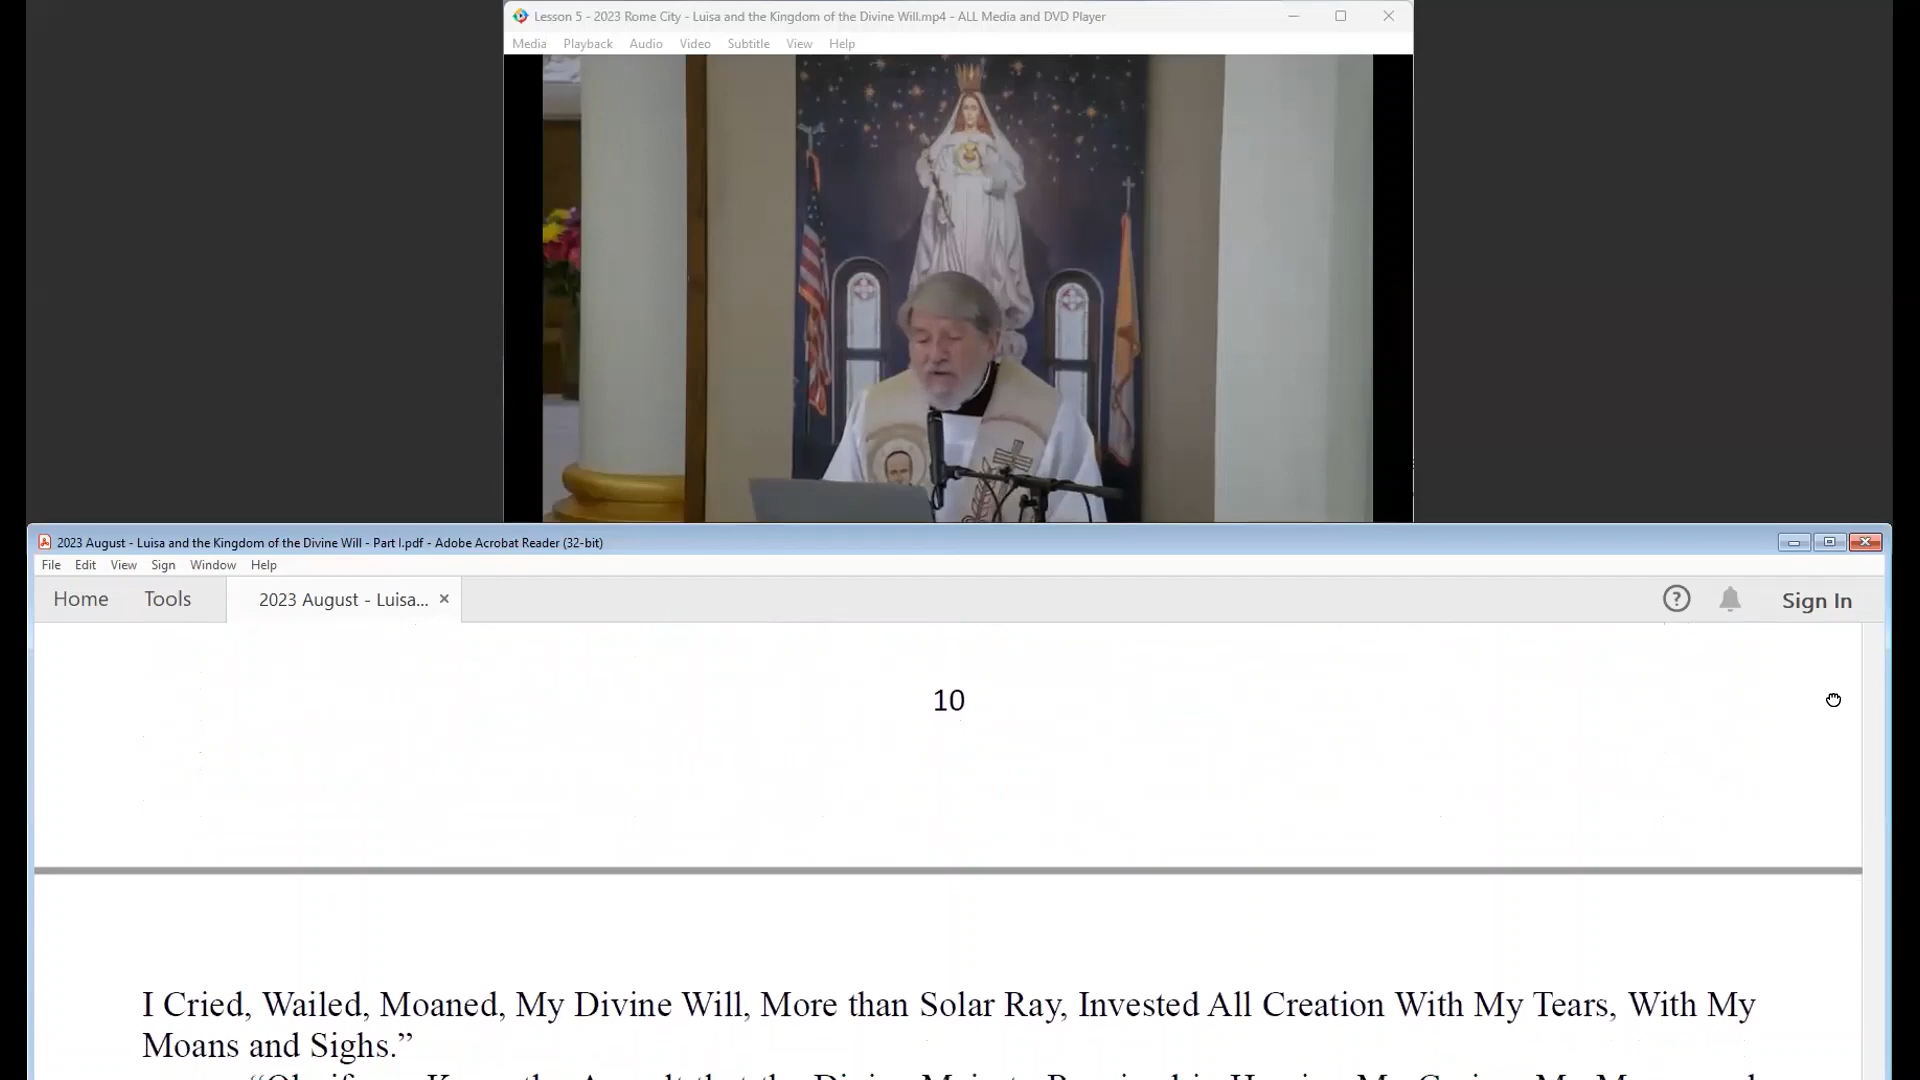 Lesson 5 - 2023 Rome City - Luisa and the Kingdom of the Divine Will.mp4 - ALL Media and DVD Player
Media Playback Audio Video Subtitle View Help
2023 August - Luisa and the Kingdom of the Divine Will - Part I.pdf - Adobe Acrobat Reader (32-bit)
File Edit View Sign Window Help
Home Tools 2023 August - Luisa... × Sign In
10
I Cried, Wailed, Moaned, My Divine Will, More than Solar Ray, Invested All Creation With My Tears, With My
Moans and Sighs.”